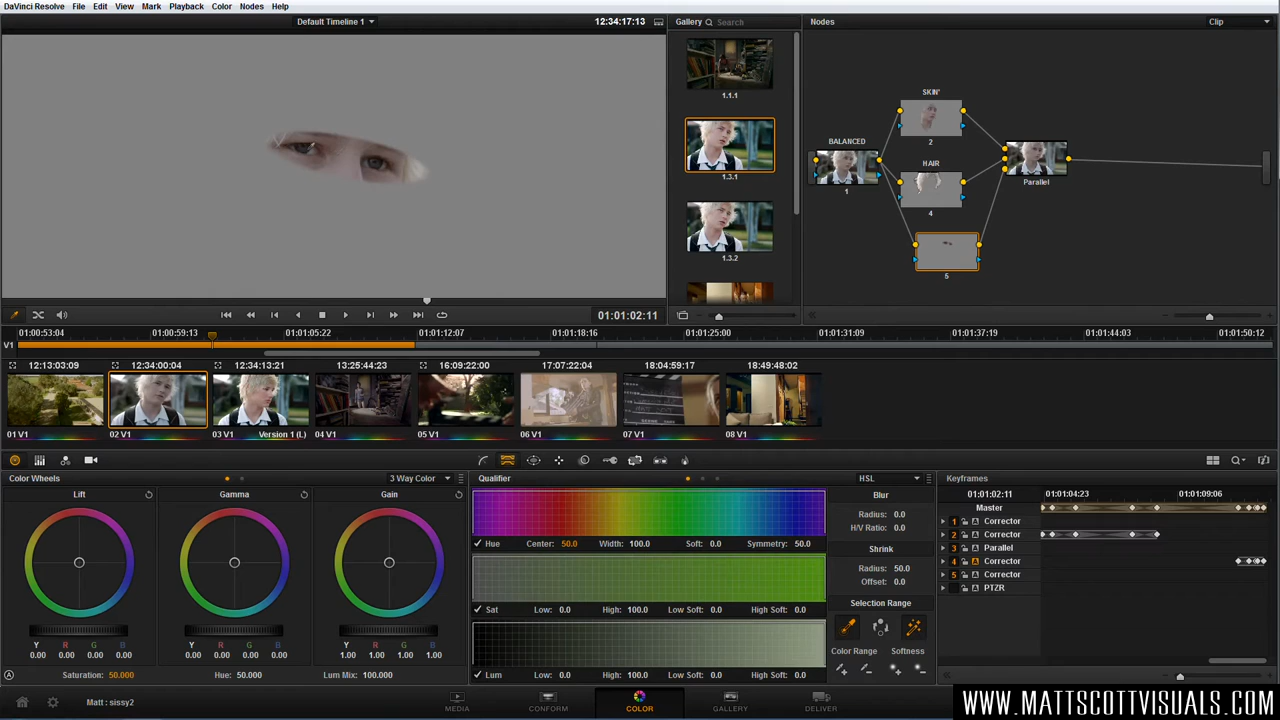 DaVinci Resolve File Edit View Mark Playback Color Nodes Help
Default Timeline 1
12:34:17:13
Gallery Search
Nodes
Clip
1.1.1
1.3.1
1.3.2
SKIN'
2
BALANCED
1
HAIR
4
Parallel
5
01:01:02:11
01:00:53:04 01:00:59:13 01:01:05:22 01:01:12:07 01:01:18:16 01:01:25:00 01:01:31:09 01:01:37:19 01:01:44:03 01:01:50:12
V1
12:13:03:09 12:34:00:04 12:34:13:21 13:25:44:23 16:09:22:00 17:07:22:04 18:04:59:17 18:49:48:02
01 V1 02 V1 03 V1 Version 1 (L) 04 V1 05 V1 06 V1 07 V1 08 V1
Color Wheels 3 Way Color
Lift Gamma Gain
Y R G B Y R G B Y R G B
0.00 0.00 0.00 0.00 0.00 0.00 0.00 0.00 1.00 1.00 1.00 1.00
A Saturation: 50.000 Hue: 50.000 Lum Mix: 100.000
Qualifier HSL
Hue Center: 50.0 Width: 100.0 Soft: 0.0 Symmetry: 50.0
Sat Low: 0.0 High: 100.0 Low Soft: 0.0 High Soft: 0.0
Lum Low: 0.0 High: 100.0 Low Soft: 0.0 High Soft: 0.0
Blur
Radius: 0.0
H/V Ratio: 0.0
Shrink
Radius: 50.0
Offset: 0.0
Selection Range
Color Range Softness
Keyframes
01:01:02:11 01:01:04:23 01:01:09:06
Master
1 A Corrector
2 A Corrector
3 A Parallel
4 A Corrector
5 A Corrector
A PTZR
Matt : sissy2
MEDIA CONFORM COLOR GALLERY DELIVER
WWW.MATTSCOTTVISUALS.COM